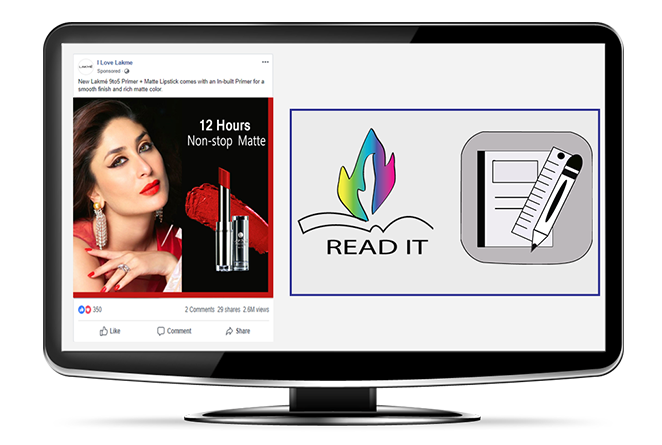 I Love Lakme
Sponsored
New Lakmé 9to5 Primer + Matte Lipstick comes with an In-built Primer for a
smooth finish and rich matte color.
12 Hours
Non-stop Matte
350
2 Comments 29 shares 2.6M views
Like
Comment
Share
READ IT